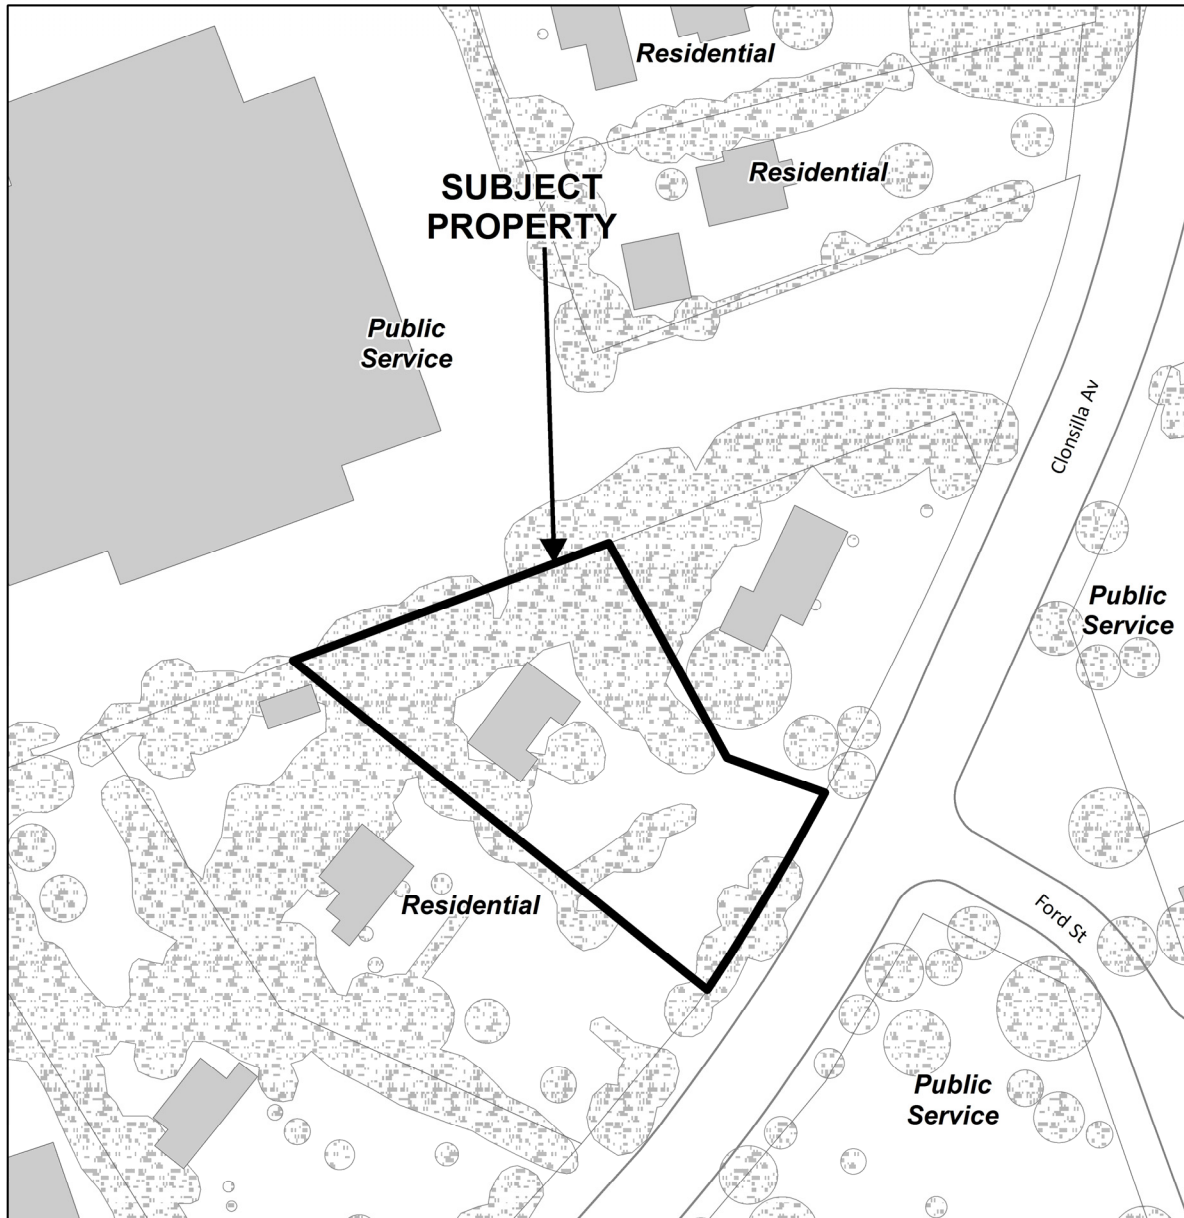 Residential
Residential
SUBJECT
PROPERTY
Public
Service
Clonsilla Av
Public
Service
Residential
Ford St
Public
Service